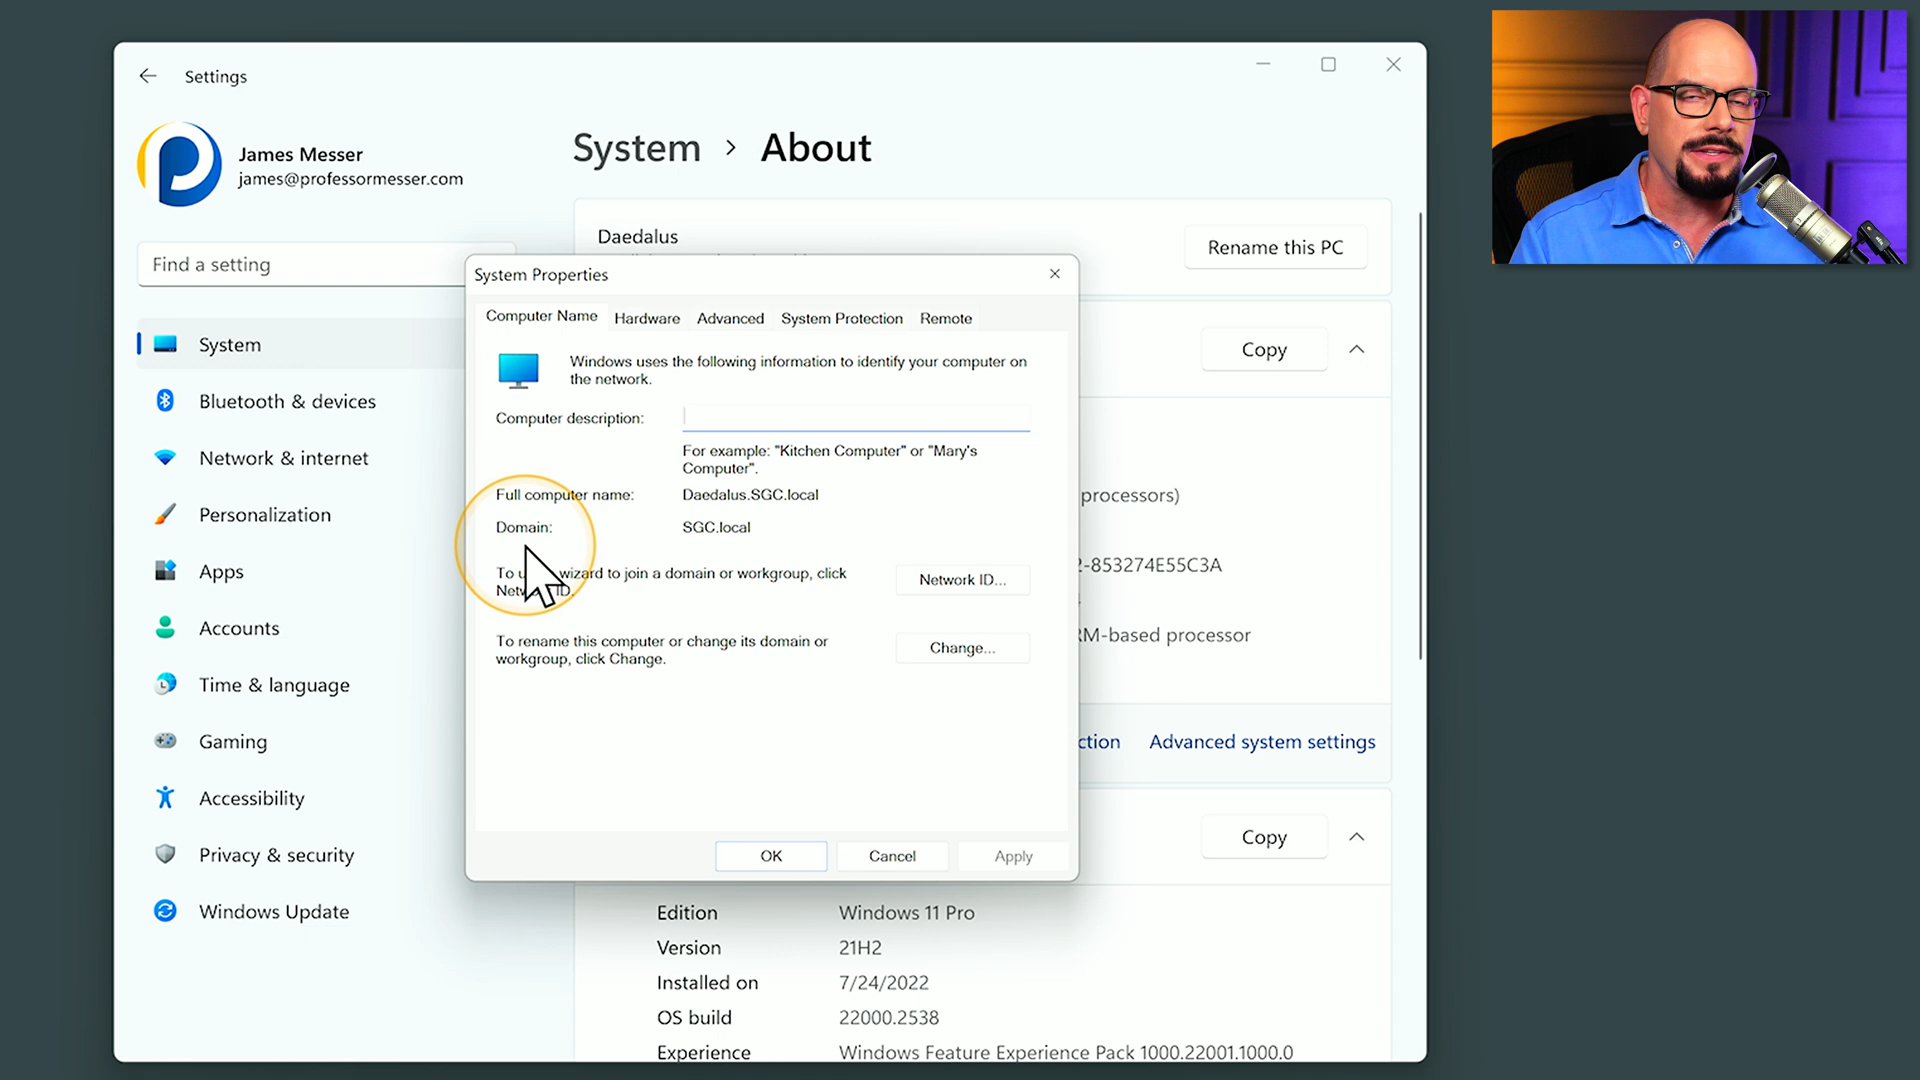 Settings
James Messer
james@professormesser.com
Find a setting
System
Bluetooth & devices
Network & internet
Personalization
Apps
Accounts
Time & language
Gaming
Accessibility
Privacy & security
Windows Update
System > About
Daedalus
Rename this PC
System Properties
Computer Name Hardware Advanced System Protection Remote
Windows uses the following information to identify your computer on
the network.
Computer description:
For example: "Kitchen Computer" or "Mary's
Computer".
Full computer name: Daedalus.SGC.local
Domain: SGC.local
To wizard to join a domain or workgroup, click
ID.
Network ID...
To rename this computer or change its domain or
workgroup, click Change.
Change...
OK Cancel Apply
Copy
processors)
2-853274E55C3A
RM-based processor
ction Advanced system settings
Copy
Edition Windows 11 Pro
Version 21H2
Installed on 7/24/2022
OS build 22000.2538
Experience Windows Feature Experience Pack 1000.22001.1000.0